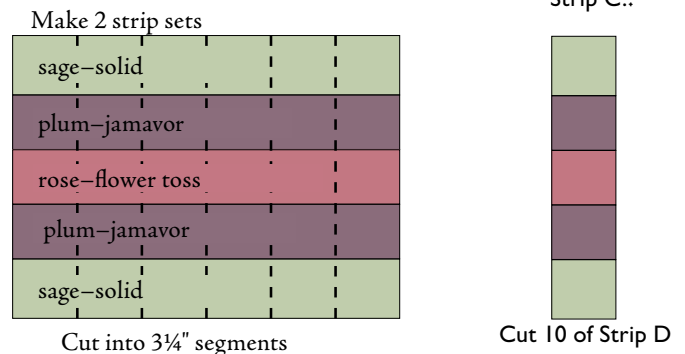 Strip C..
Make 2 strip sets
sage–solid
plum–jamavor
rose–flower toss
plum–jamavor
sage–solid
Cut into 3¼" segments
Cut 10 of Strip D